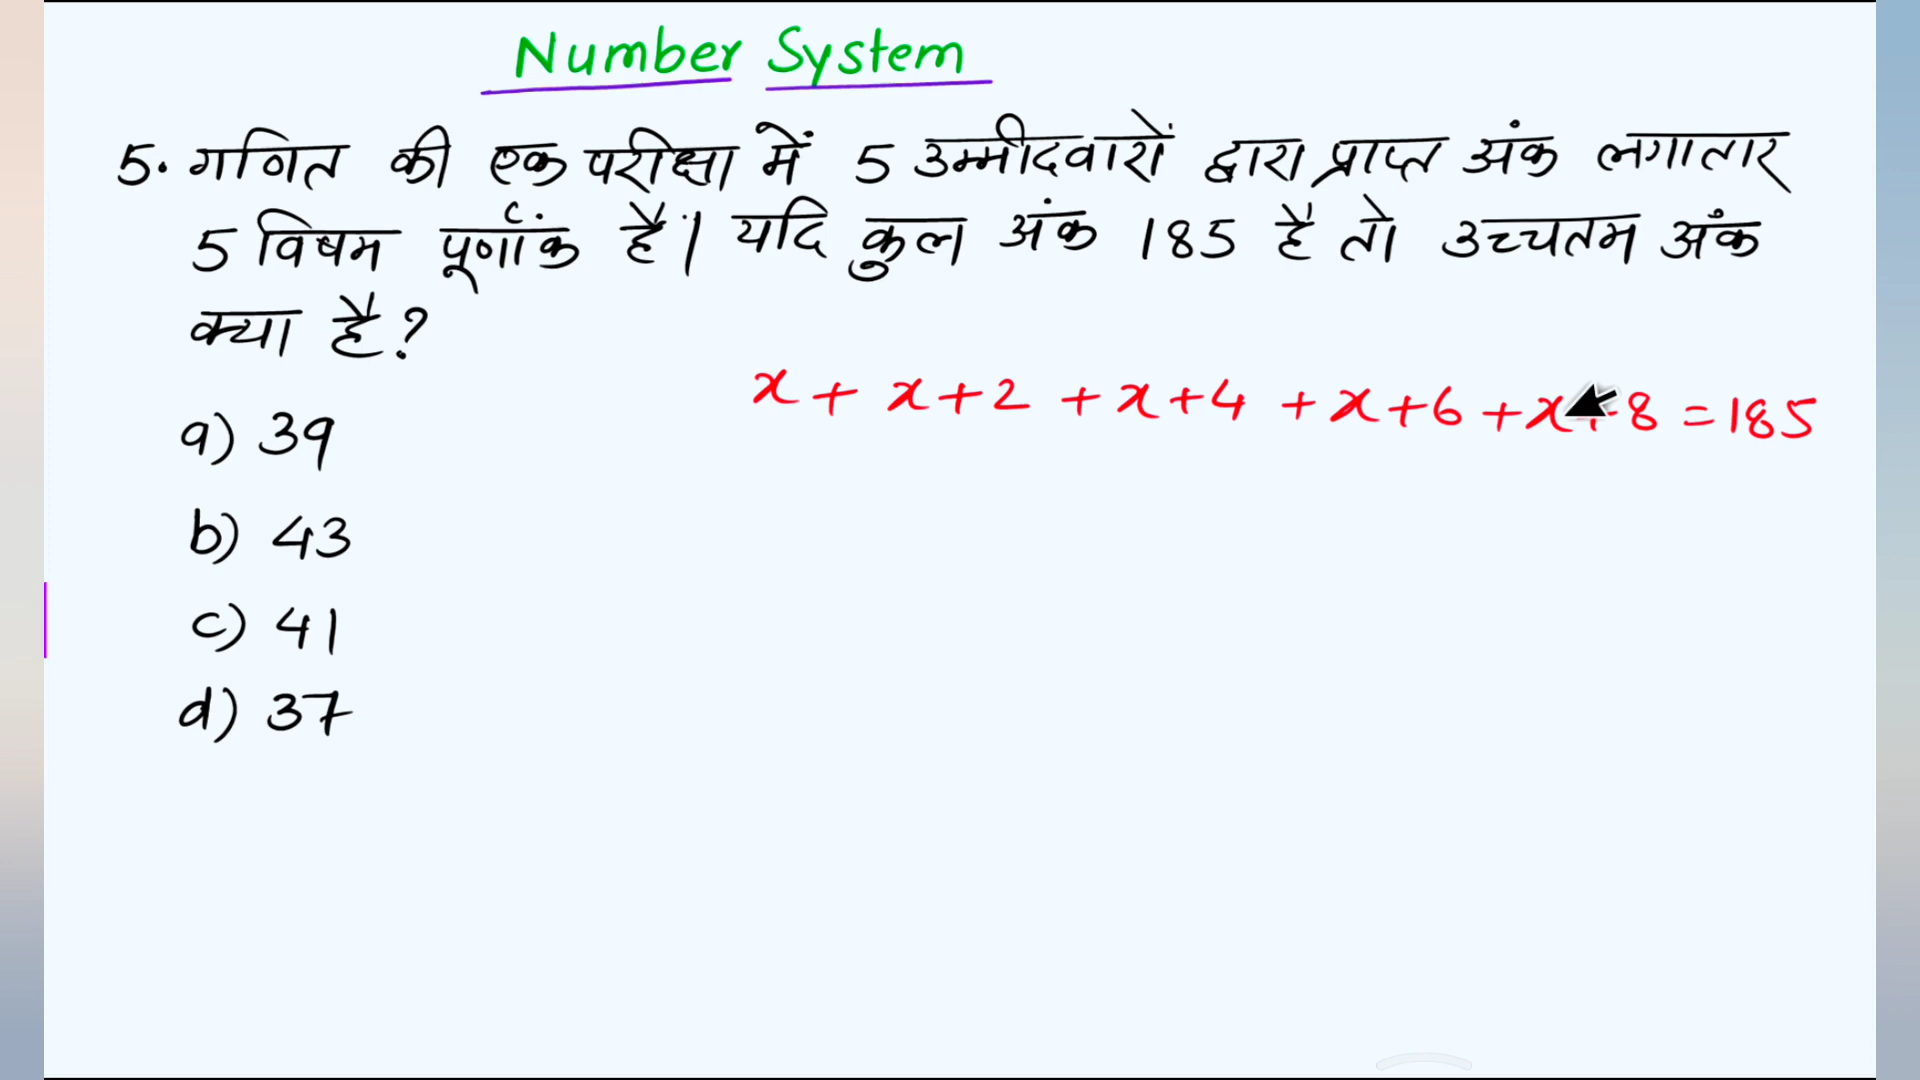 Number System
5. गणित की एक परीक्षा में 5 उम्मीदवारों द्वारा प्राप्त अंक लगातार
5 विषम पूर्णांक है। यदि कुल अंक 185 है तो उच्चतम अंक
क्या है?
x + x+2 + x+4 + x+6 + x+8 = 185
a) 39
b) 43
c) 41
d) 37